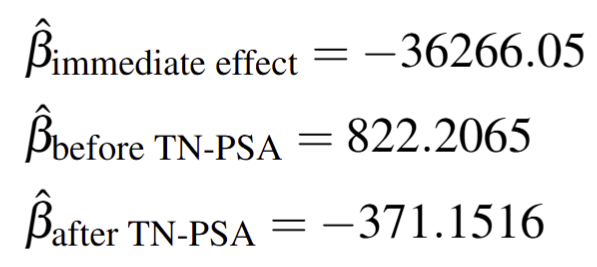 β̂immediate effect = −36266.05
β̂before TN-PSA = 822.2065
β̂after TN-PSA = −371.1516